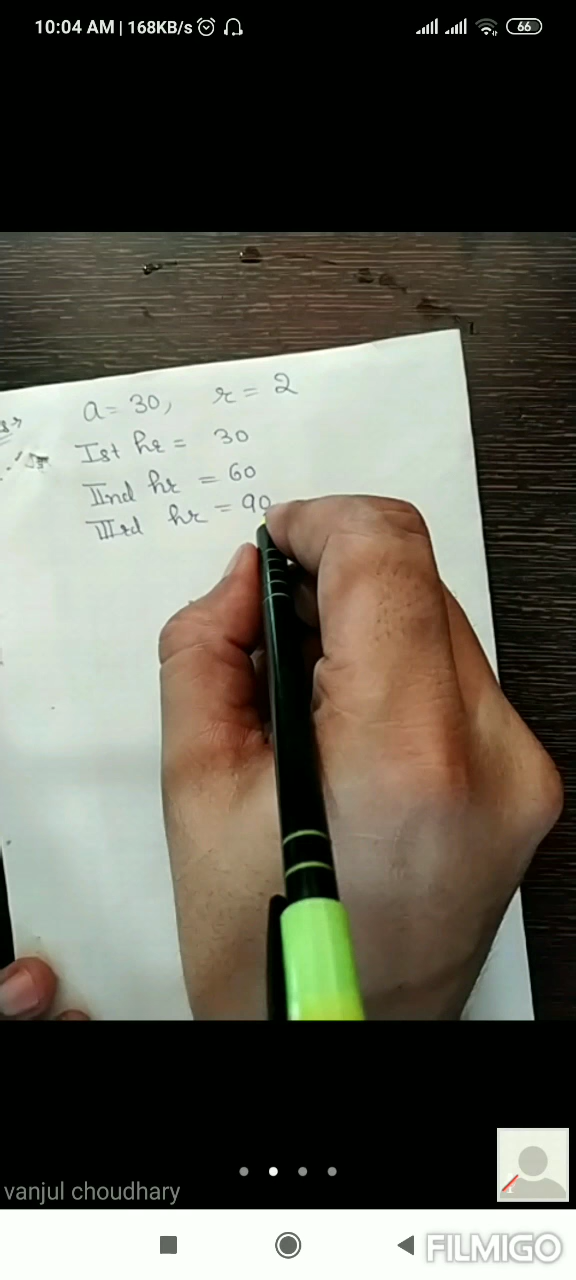 10:04 AM | 168KB/s
66
a = 30, r = 2
Ist hr = 30
IInd hr = 60
IIIrd hr = 90
vanjul choudhary
FILMIGO